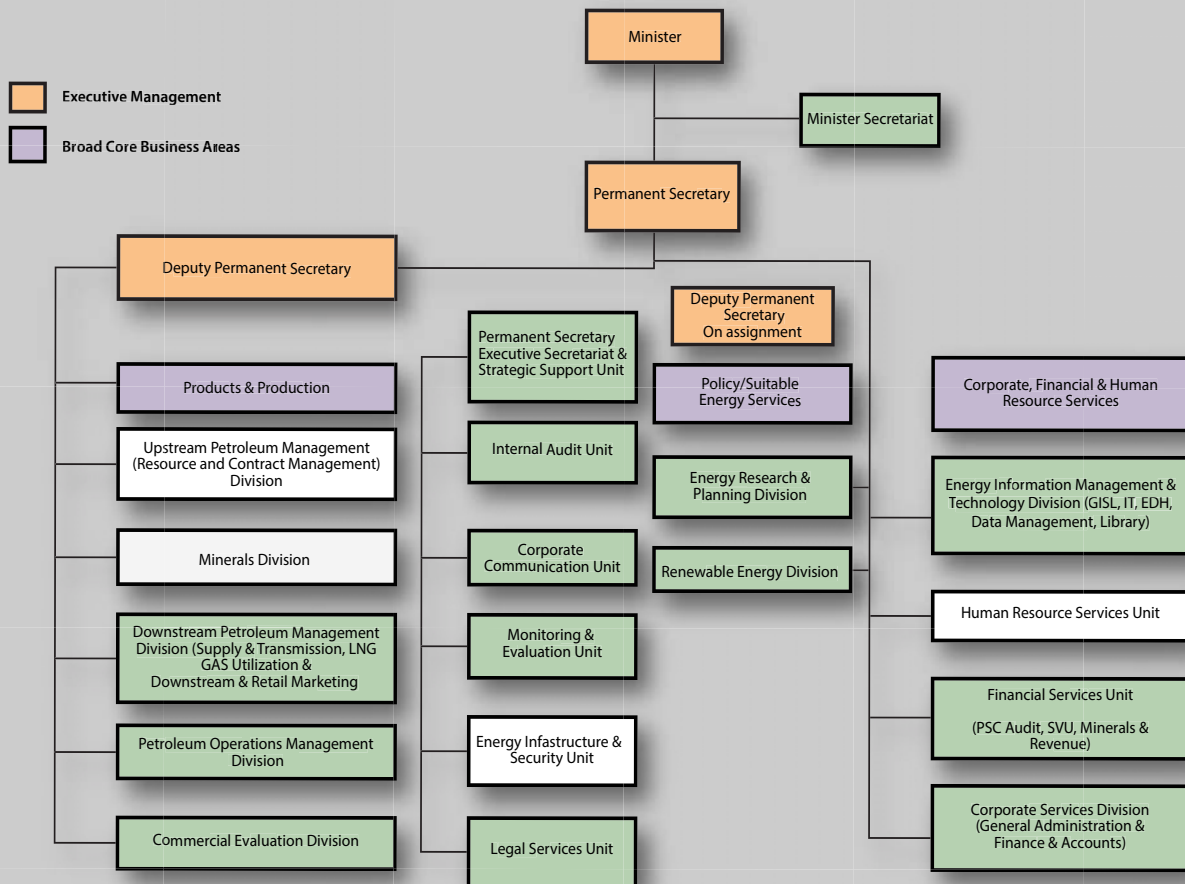 Minister
Executive Management
Minister Secretariat
Broad Core Business Areas
Permanent Secretary
Deputy Permanent Secretary
Products & Production
Upstream Petroleum Management
(Resource and Contract Management)
Division
Minerals Division
Downstream Petroleum Management
Division (Supply & Transmission, LNG
GAS Utilization &
Downstream & Retail Marketing
Petroleum Operations Management
Division
Commercial Evaluation Division
Permanent Secretary
Executive Secretariat &
Strategic Support Unit
Internal Audit Unit
Corporate
Communication Unit
Monitoring &
Evaluation Unit
Energy Infastructure &
Security Unit
Legal Services Unit
Deputy Permanent
Secretary
On assignment
Policy/Suitable
Energy Services
Energy Research &
Planning Division
Renewable Energy Division
Corporate, Financial & Human
Resource Services
Energy Information Management &
Technology Division (GISL, IT, EDH,
Data Management, Library)
Human Resource Services Unit
Financial Services Unit
(PSC Audit, SVU, Minerals &
Revenue)
Corporate Services Division
(General Administration &
Finance & Accounts)